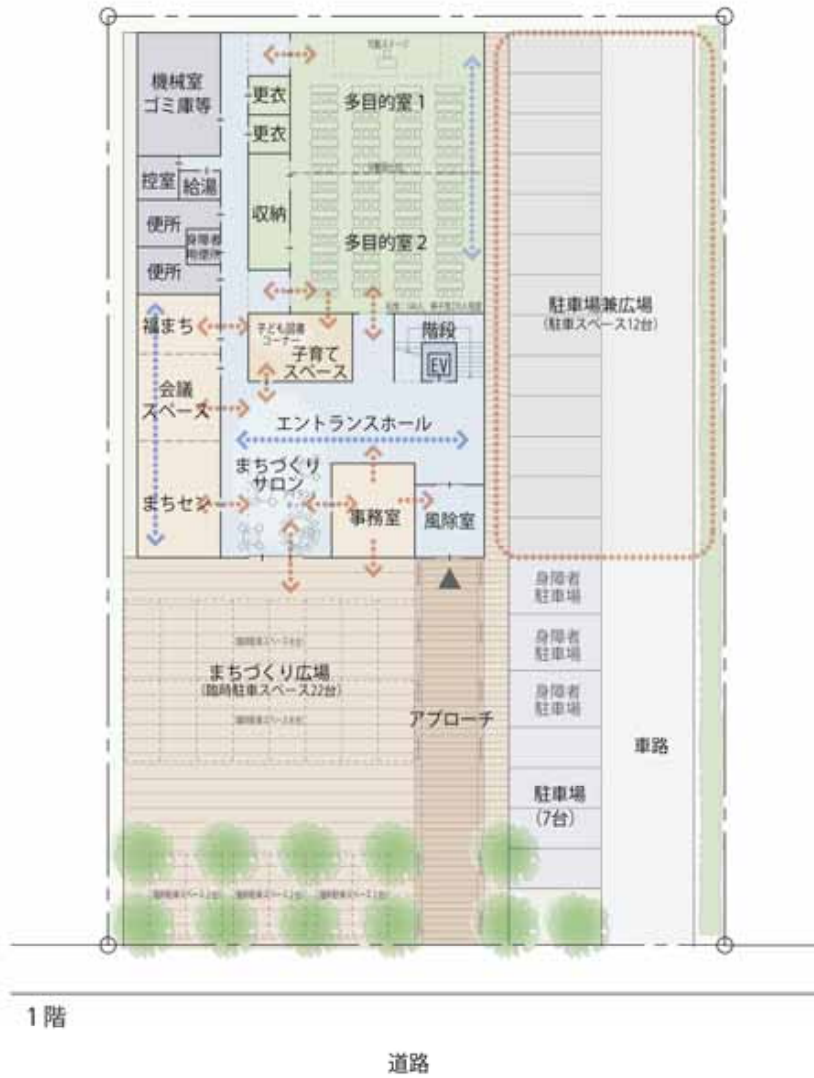 機械室
ゴミ庫等
更衣
多目的室1
更衣
控室
給湯
収納
便所
身障者
用便所
多目的室2
便所
福まち
子ども図書
コーナー
子育て
スペース
階段
EV
駐車場兼広場
(駐車スペース12台)
会議
スペース
エントランスホール
まちづくり
サロン
まちセン
事務室
風除室
身障者
駐車場
身障者
駐車場
身障者
駐車場
まちづくり広場
(臨時駐車スペース22台)
アプローチ
車路
駐車場
(7台)
1階
道路